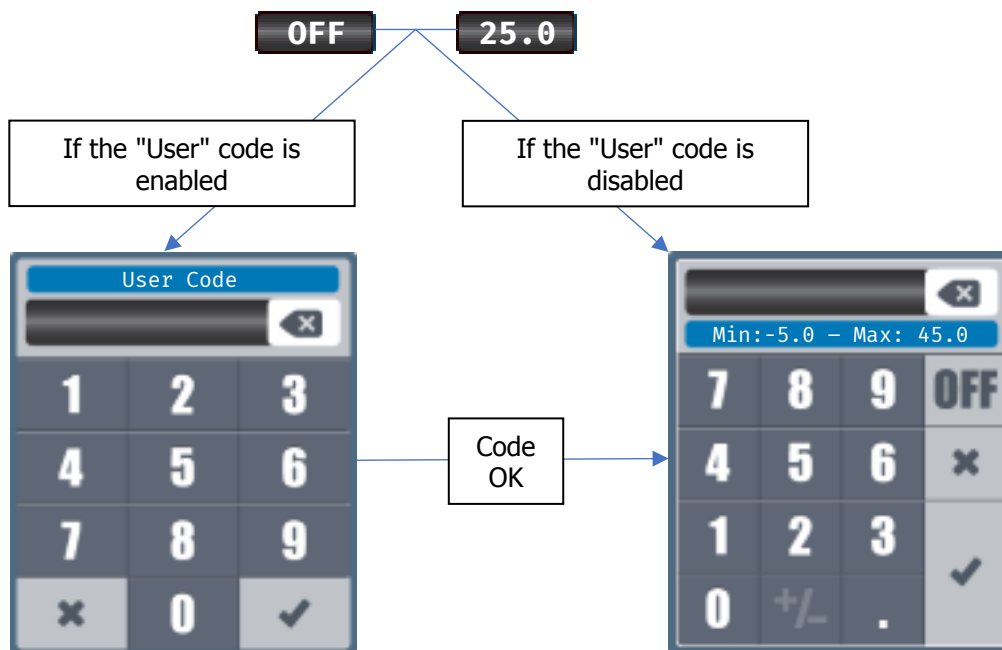 OFF 25.0
If the "User" code is
enabled
If the "User" code is
disabled
User Code
1 2 3
4 5 6
7 8 9
0
Code
OK
Min:-5.0 – Max: 45.0
7 8 9 OFF
4 5 6
1 2 3
0 +/- .